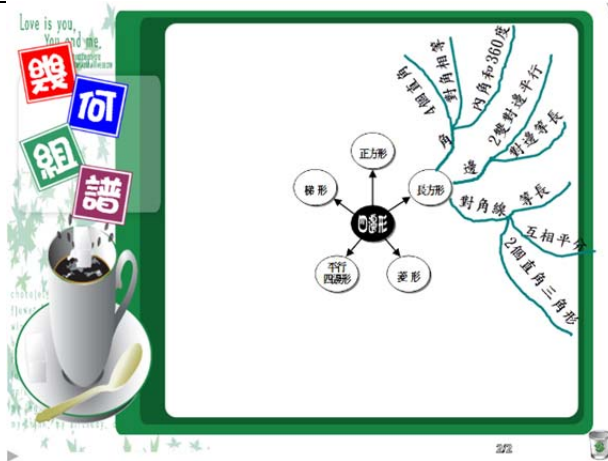 Love is you,
You and me.
幾
何
組
譜
4個直角
對角相等
內角和360度
角
2雙對邊平行
對邊等長
邊
等長
對角線
互相平分
2個直角三角形
正方形
梯形
長方形
四邊形
平行
四邊形
菱形
2/2